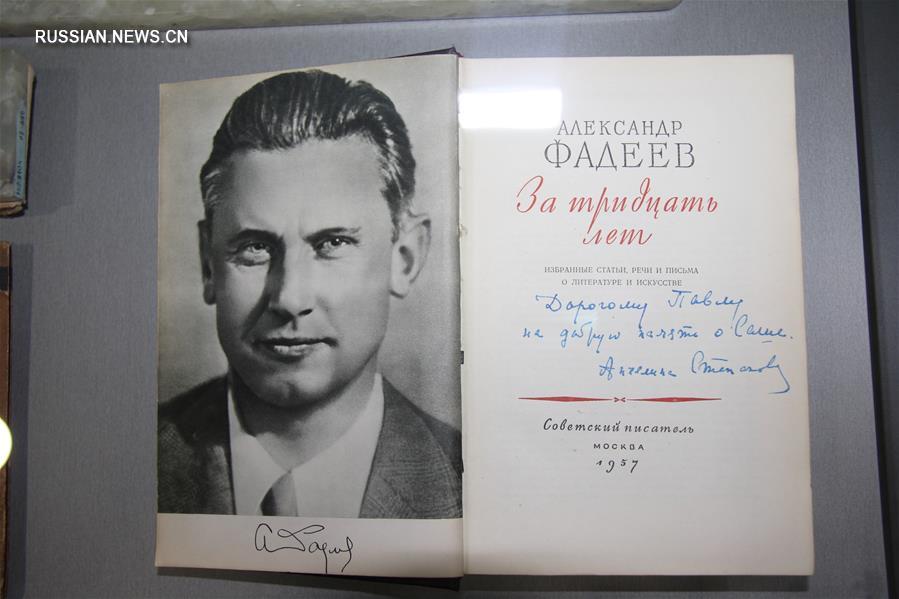 RUSSIAN.NEWS.CN
АЛЕКСАНДР
ФАДЕЕВ
За тридцать
лет
ИЗБРАННЫЕ СТАТЬИ, РЕЧИ И ПИСЬМА
О ЛИТЕРАТУРЕ И ИСКУССТВЕ
Дорогому Павлу
на добрую память о Саше.
Ангелина Степанова
Советский писатель
МОСКВА
1957
А. Фадеев